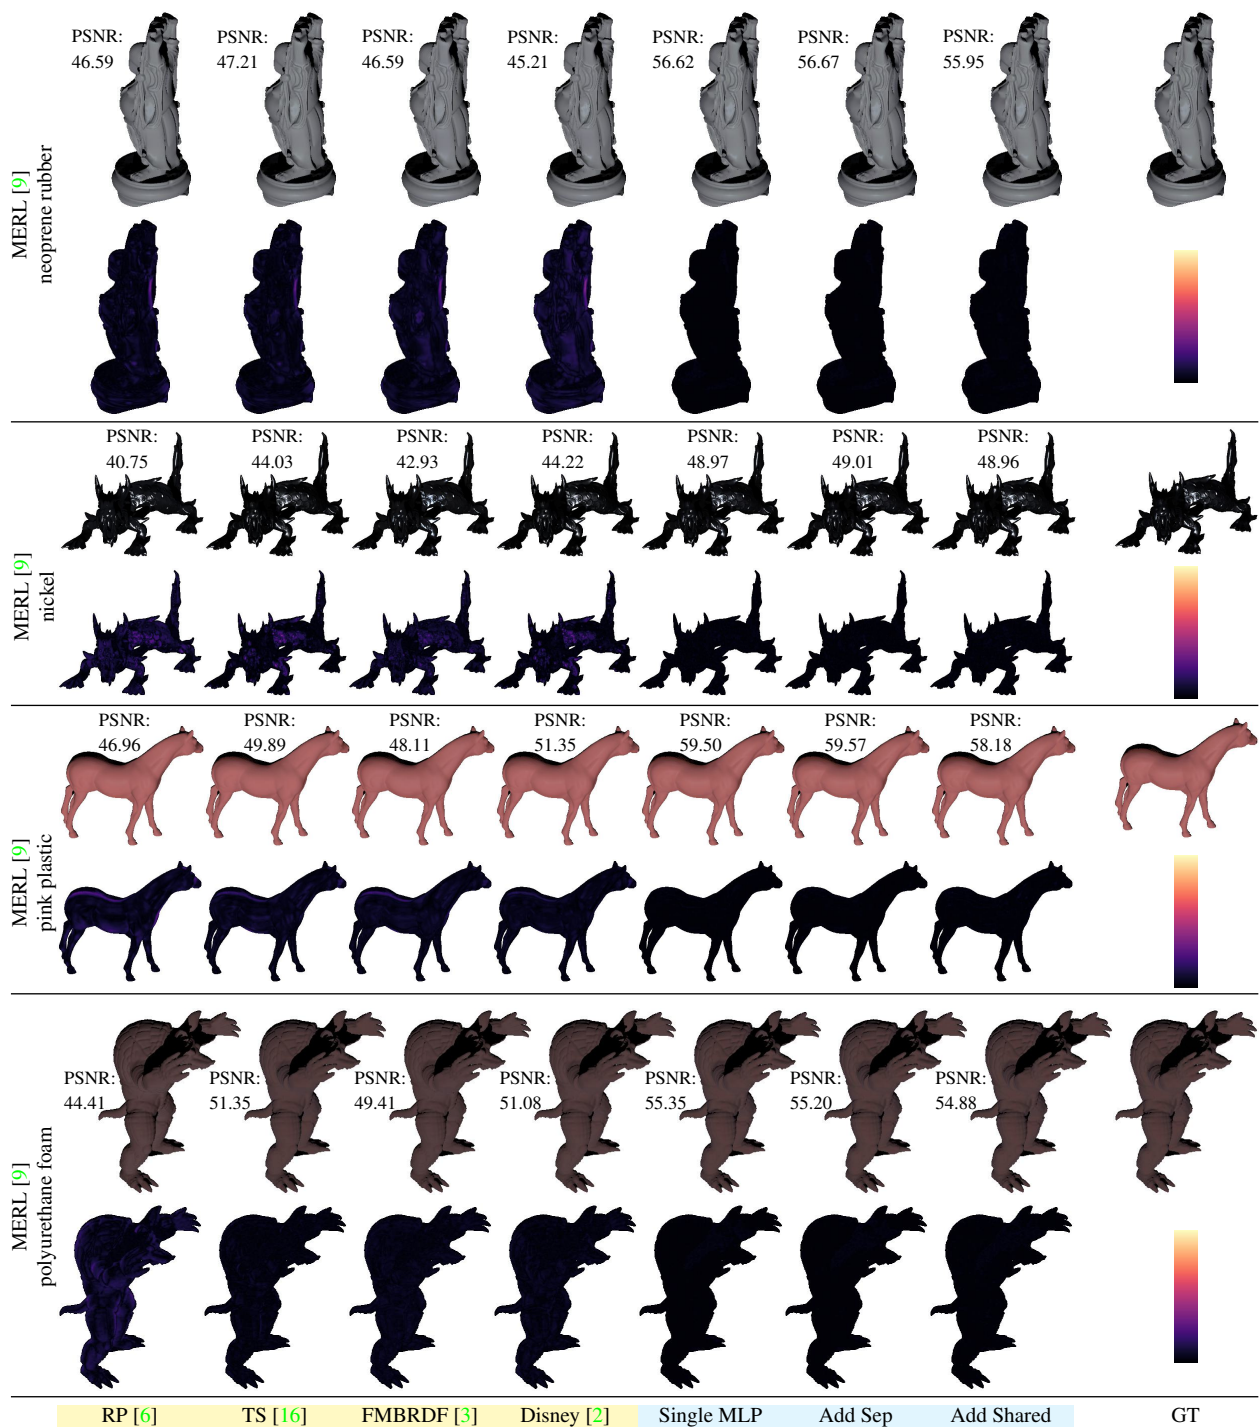 PSNR: PSNR: PSNR: PSNR: PSNR: PSNR: PSNR:
46.59 47.21 46.59 45.21 56.62 56.67 55.95
MERL [9]
neoprene rubber
PSNR: PSNR: PSNR: PSNR: PSNR: PSNR: PSNR:
40.75 44.03 42.93 44.22 48.97 49.01 48.96
MERL [9]
nickel
PSNR: PSNR: PSNR: PSNR: PSNR: PSNR: PSNR:
46.96 49.89 48.11 51.35 59.50 59.57 58.18
MERL [9]
pink plastic
PSNR: PSNR: PSNR: PSNR: PSNR: PSNR: PSNR:
44.41 51.35 49.41 51.08 55.35 55.20 54.88
MERL [9]
polyurethane foam
RP [6] TS [16] FMBRDF [3] Disney [2] Single MLP Add Sep Add Shared GT